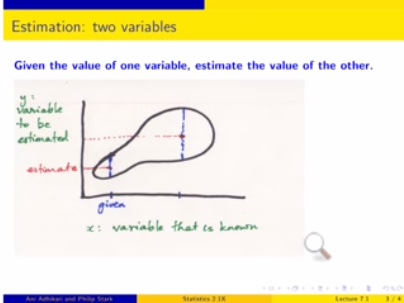 Estimation: two variables
Given the value of one variable, estimate the value of the other.
y:
variable
to be
estimated
estimate
given
x: variable that is known
Ani Adhikari and Philip Stark
Statistics 2.1X
Lecture 7.1
3 / 4